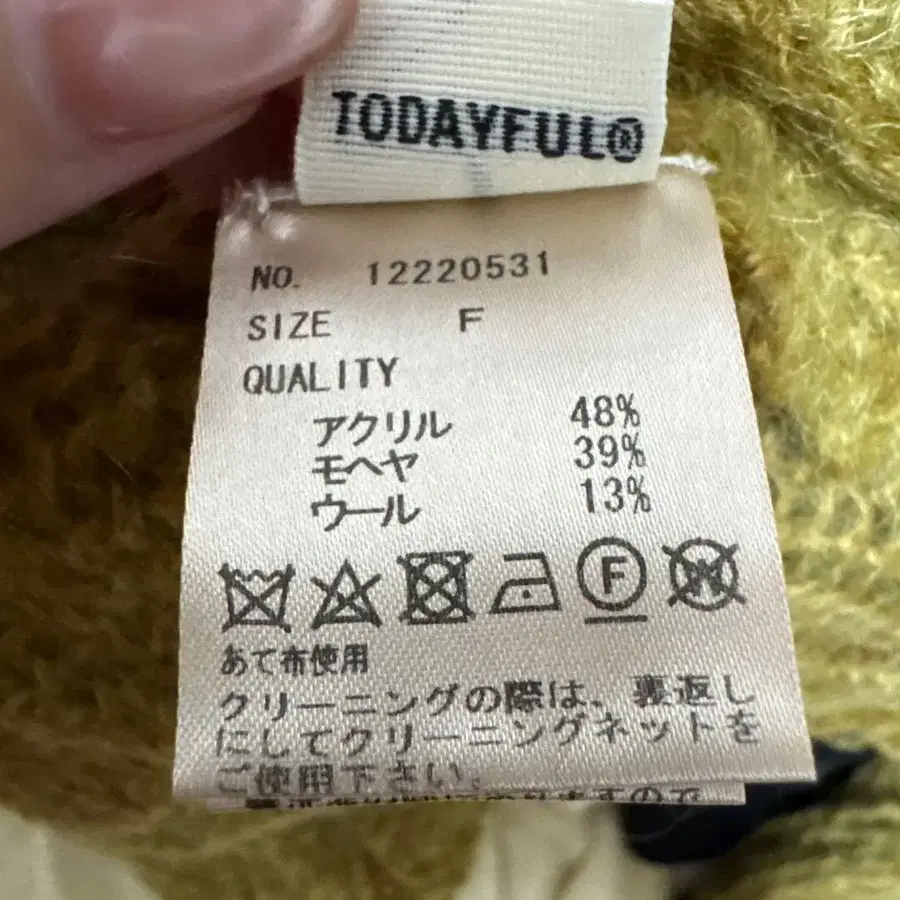 TODAYFUL®
NO. 12220531
SIZE F
QUALITY
アクリル 48%
モヘヤ 39%
ウール 13%
F
W
あて布使用
クリーニングの際は、裏返し
にしてクリーニングネットを
ご使用下さい。